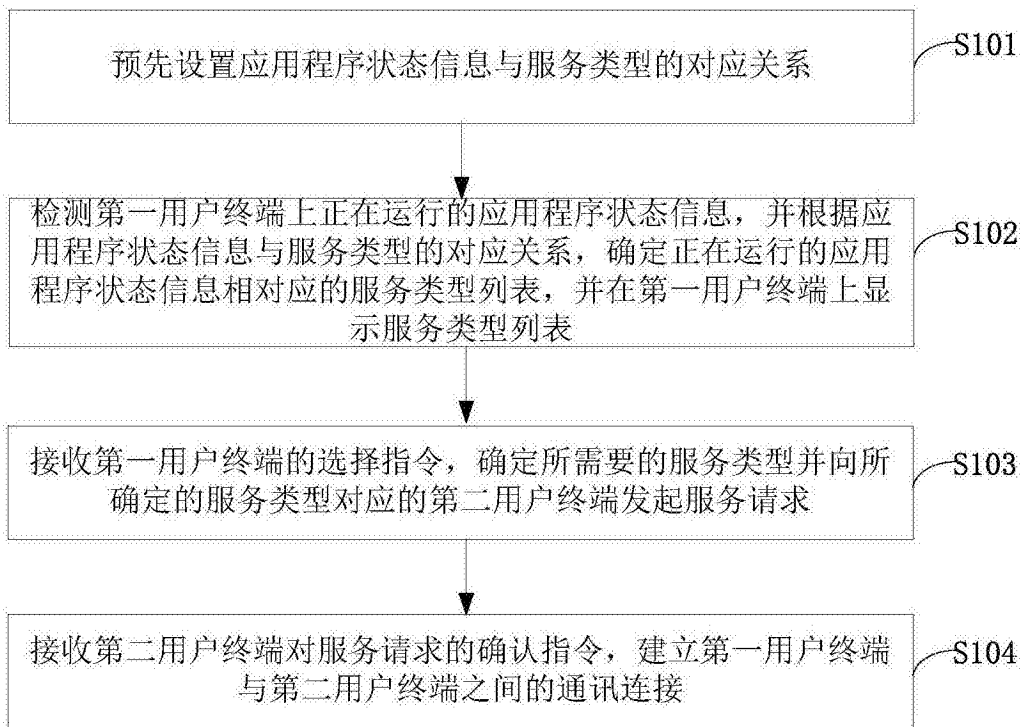 预先设置应用程序状态信息与服务类型的对应关系
S101
检测第一用户终端上正在运行的应用程序状态信息，并根据应
用程序状态信息与服务类型的对应关系，确定正在运行的应用
程序状态信息相对应的服务类型列表，并在第一用户终端上显
示服务类型列表
S102
接收第一用户终端的选择指令，确定所需要的服务类型并向所
确定的服务类型对应的第二用户终端发起服务请求
S103
接收第二用户终端对服务请求的确认指令，建立第一用户终端
与第二用户终端之间的通讯连接
S104